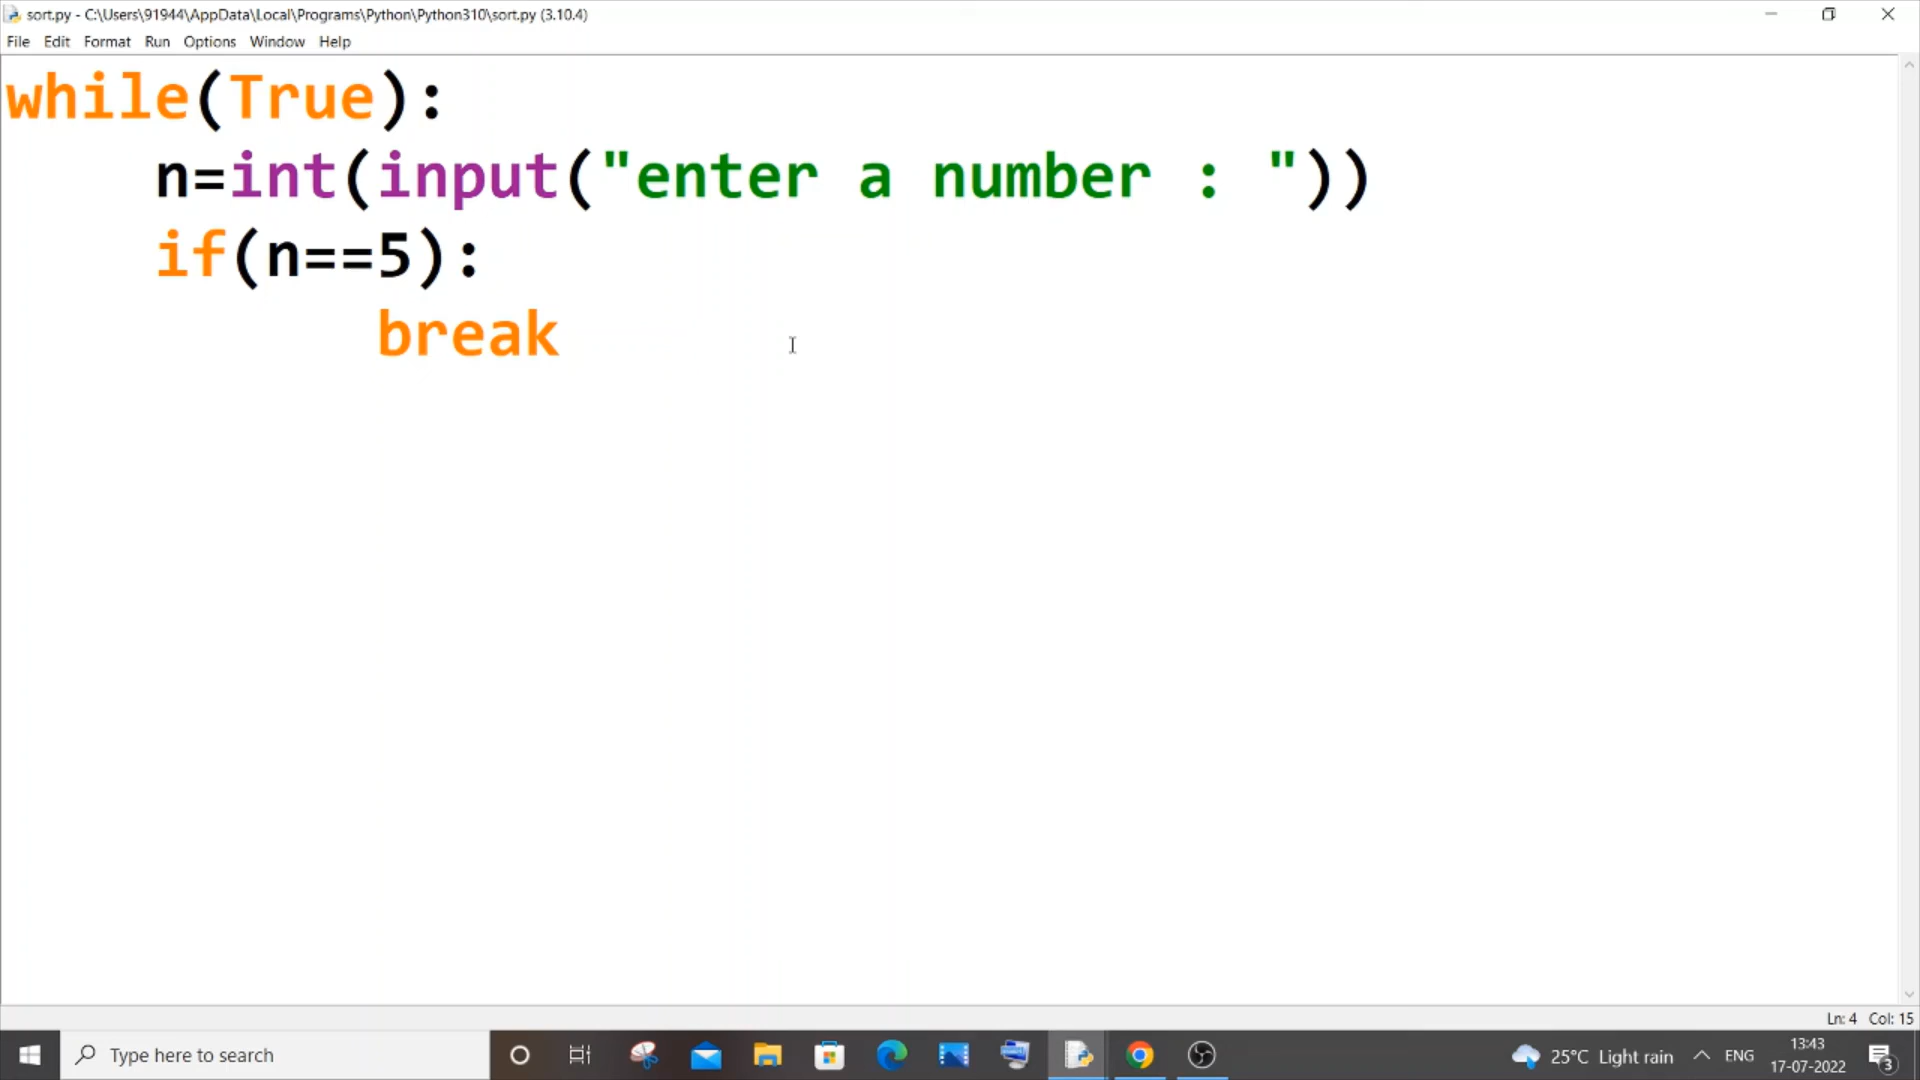 sort.py - C:\Users\91944\AppData\Local\Programs\Python\Python310\sort.py (3.10.4)
File Edit Format Run Options Window Help
while(True):
    n=int(input("enter a number : "))
    if(n==5):
          break
Ln: 4 Col: 15
Type here to search
25°C Light rain
ENG
13:43
17-07-2022
3